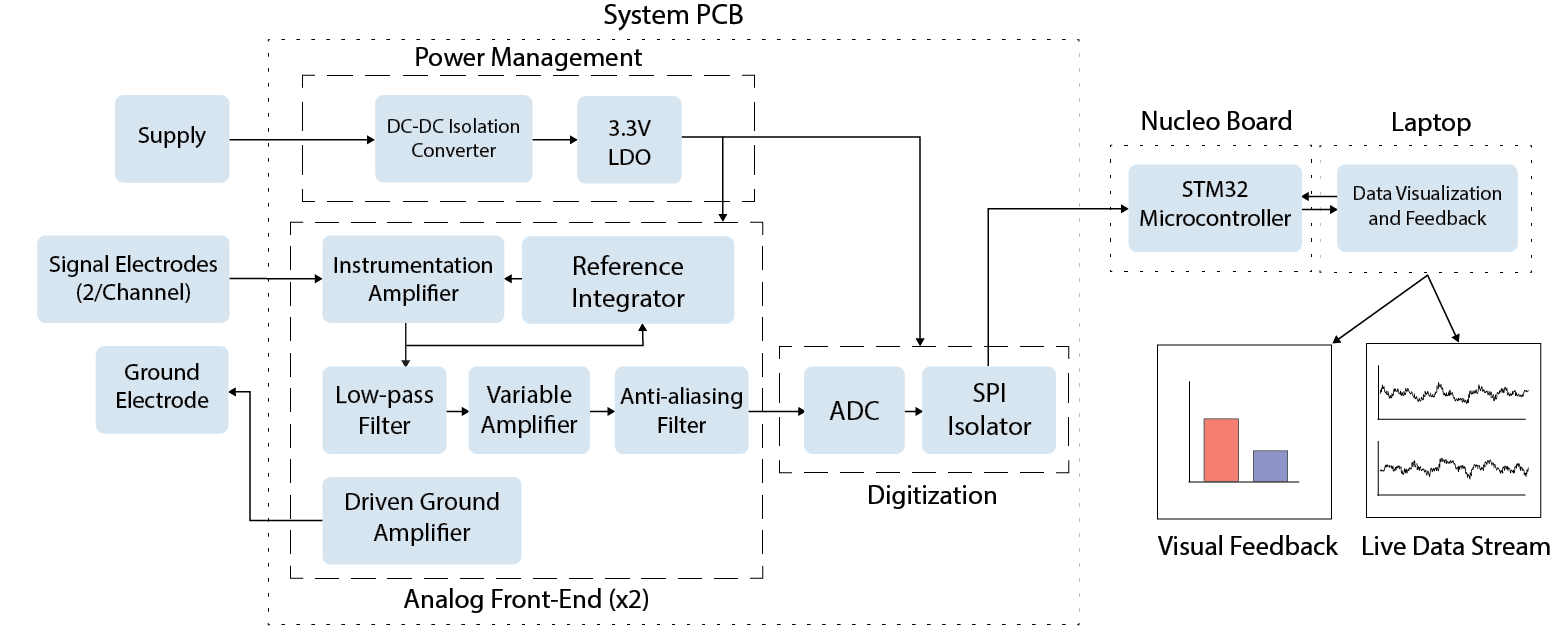 System PCB
Power Management
Supply
DC-DC Isolation
Converter
3.3V
LDO
Nucleo Board
Laptop
STM32
Microcontroller
Data Visualization
and Feedback
Signal Electrodes
(2/Channel)
Instrumentation
Amplifier
Reference
Integrator
Ground
Electrode
Low-pass
Filter
Variable
Amplifier
Anti-aliasing
Filter
ADC
SPI
Isolator
Digitization
Driven Ground
Amplifier
Analog Front-End (x2)
Visual Feedback
Live Data Stream